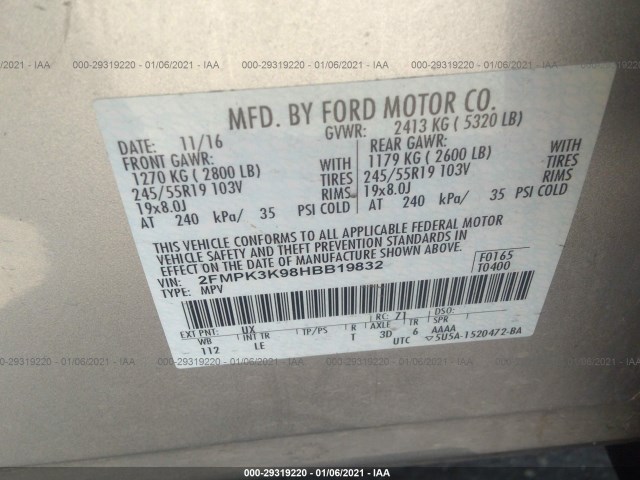 000-29319220 - 01/06/2021 - IAA
MFD. BY FORD MOTOR CO.
DATE: 11/16
GVWR: 2413 KG ( 5320 LB)
FRONT GAWR:
1270 KG ( 2800 LB) WITH
245/55R19 103V TIRES
19x8.0J RIMS
AT 240 kPa/ 35 PSI COLD
REAR GAWR:
1179 KG ( 2600 LB) WITH
245/55R19 103V TIRES
19x8.0J RIMS
AT 240 kPa/ 35 PSI COLD
THIS VEHICLE CONFORMS TO ALL APPLICABLE FEDERAL MOTOR
VEHICLE SAFETY AND THEFT PREVENTION STANDARDS IN
EFFECT ON THE DATE OF MANUFACTURE SHOWN ABOVE.
VIN: 2FMPK3K98HBB19832
TYPE: MPV
F0165
T0400
EXT PNT: UX RC: 71 DSO:
WB INT TR TP/PS R AXLE TR SPR
112 LE T 3D 6 AAAA
UTC ▽5U5A-1520472-BA
000-29319220 - 01/06/2021 - IAA